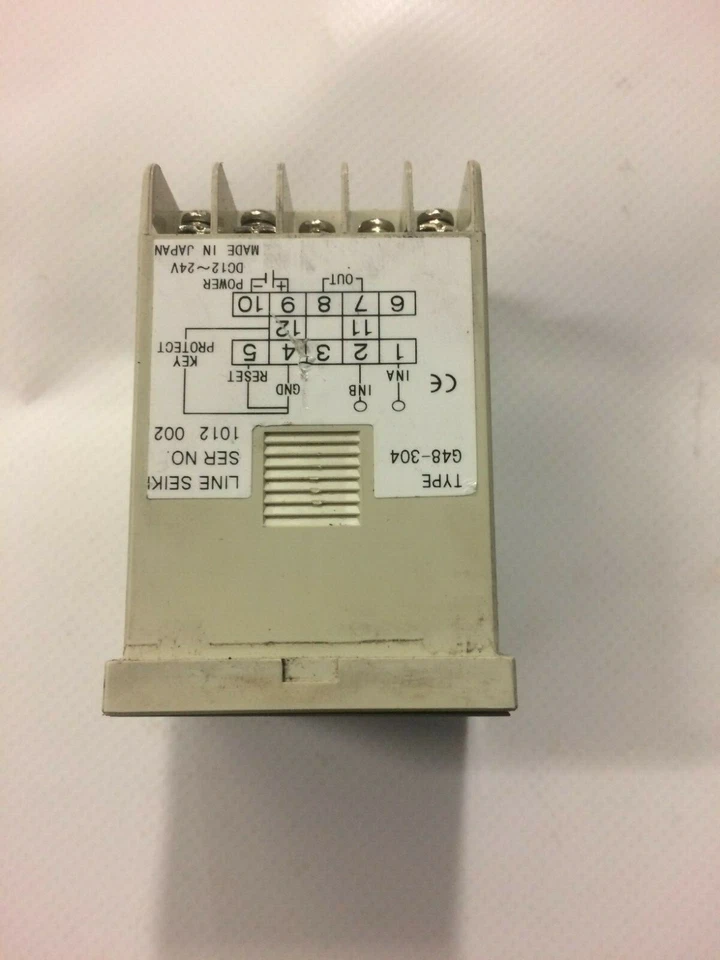 TYPE LINE SEIKI
G48-304 SER NO.
1012 002
INA INB GND RESET
KEY
PROTECT
1 2 3 4 5
11 12
6 7 8 9 10
OUT + − POWER
DC12~24V
MADE IN JAPAN
CE